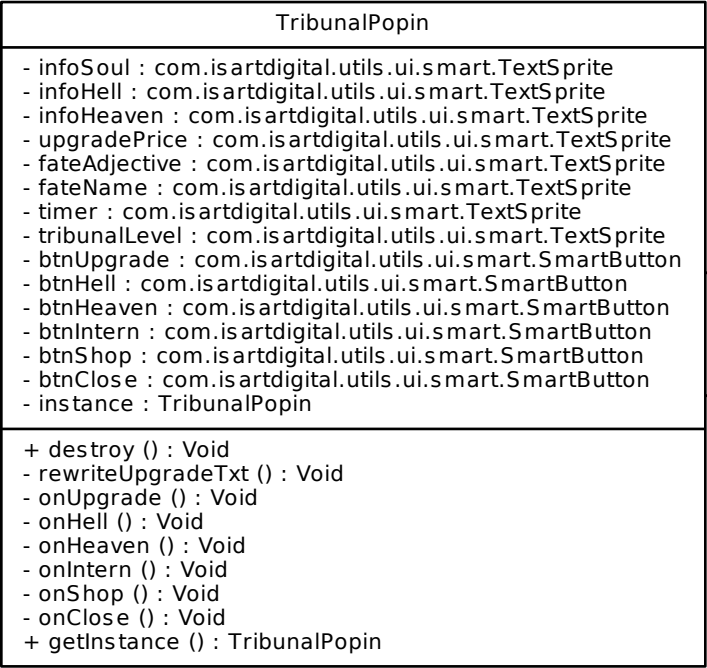 TribunalPopin
- infoSoul : com.isartdigital.utils.ui.smart.TextSprite
- infoHell : com.isartdigital.utils.ui.smart.TextSprite
- infoHeaven : com.isartdigital.utils.ui.smart.TextSprite
- upgradePrice : com.isartdigital.utils.ui.smart.TextSprite
- fateAdjective : com.isartdigital.utils.ui.smart.TextSprite
- fateName : com.isartdigital.utils.ui.smart.TextSprite
- timer : com.isartdigital.utils.ui.smart.TextSprite
- tribunalLevel : com.isartdigital.utils.ui.smart.TextSprite
- btnUpgrade : com.isartdigital.utils.ui.smart.SmartButton
- btnHell : com.isartdigital.utils.ui.smart.SmartButton
- btnHeaven : com.isartdigital.utils.ui.smart.SmartButton
- btnIntern : com.isartdigital.utils.ui.smart.SmartButton
- btnShop : com.isartdigital.utils.ui.smart.SmartButton
- btnClose : com.isartdigital.utils.ui.smart.SmartButton
- instance : TribunalPopin
+ destroy () : Void
- rewriteUpgradeTxt () : Void
- onUpgrade () : Void
- onHell () : Void
- onHeaven () : Void
- onIntern () : Void
- onShop () : Void
- onClose () : Void
+ getInstance () : TribunalPopin